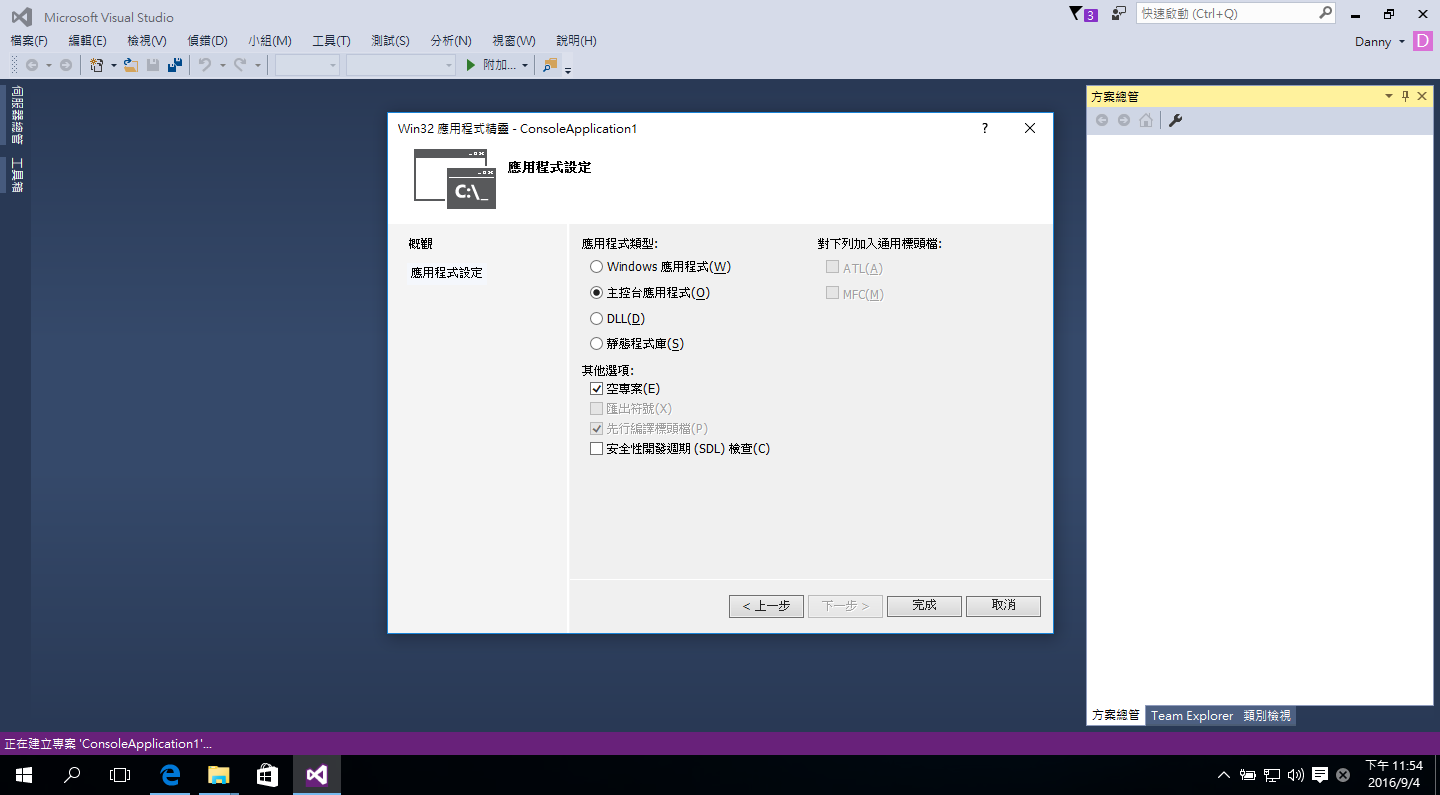 Microsoft Visual Studio
3
快速啟動 (Ctrl+Q)
檔案(F) 編輯(E) 檢視(V) 偵錯(D) 小組(M) 工具(T) 測試(S) 分析(N) 視窗(W) 說明(H)
Danny
D
附加...
伺服器總管
工具箱
Win32 應用程式精靈 - ConsoleApplication1
?
C:\_
應用程式設定
概觀
應用程式設定
應用程式類型:
Windows 應用程式(W)
主控台應用程式(O)
DLL(D)
靜態程式庫(S)
其他選項:
空專案(E)
匯出符號(X)
先行編譯標頭檔(P)
安全性開發週期 (SDL) 檢查(C)
對下列加入通用標頭檔:
ATL(A)
MFC(M)
< 上一步
下一步 >
完成
取消
方案總管
方案總管 Team Explorer 類別檢視
正在建立專案 'ConsoleApplication1'...
下午 11:54
2016/9/4